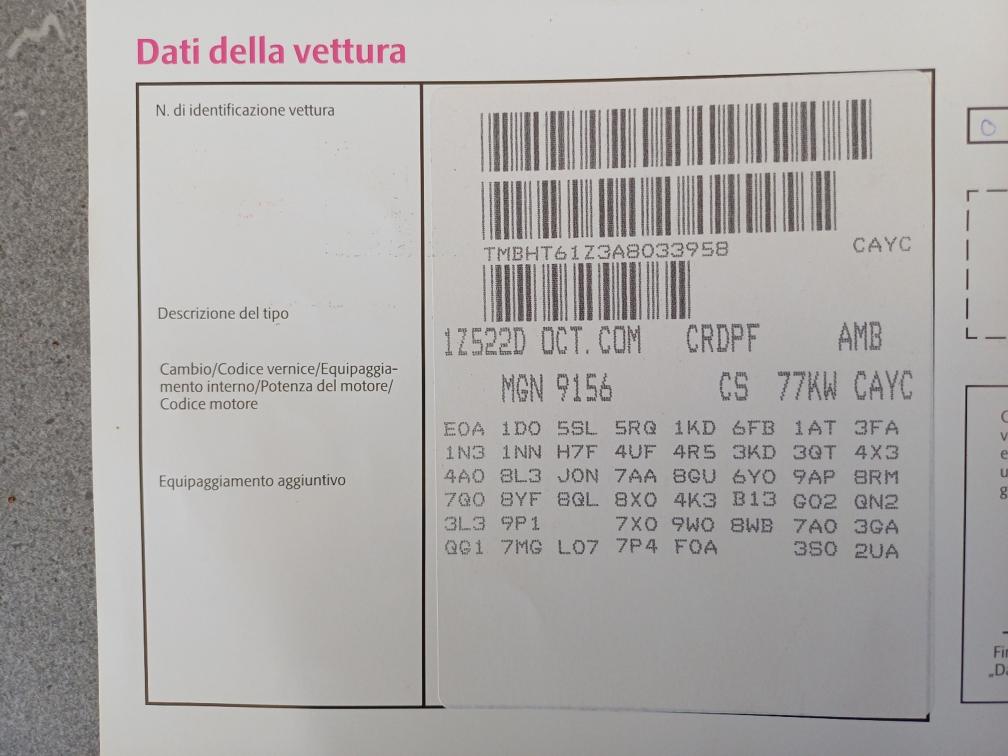 Dati della vettura
N. di identificazione vettura
TMBHT61Z3A8033958 CAYC
Descrizione del tipo
1Z522D OCT.COM CRDPF AMB
Cambio/Codice vernice/Equipaggia-
mento interno/Potenza del motore/
Codice motore
MGN 9156 CS 77KW CAYC
E0A 1D0 5SL 5RQ 1KD 6FB 1AT 3FA
1N3 1NN H7F 4UF 4R5 3KD 3QT 4X3
4A0 8L3 J0N 7AA 8GU 6Y0 9AP 8RM
Equipaggiamento aggiuntivo
7Q0 8YF 8QL 8X0 4K3 B13 G02 QN2
3L3 9P1 7X0 9W0 8WB 7A0 3GA
QG1 7MG L07 7P4 F0A 3S0 2UA